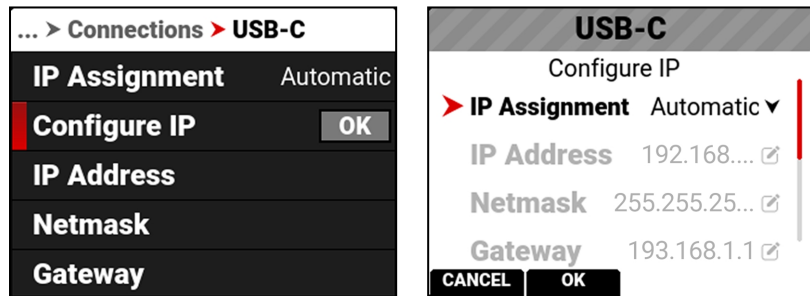 ... > Connections > USB-C
IP Assignment Automatic
Configure IP OK
IP Address
Netmask
Gateway
USB-C
Configure IP
IP Assignment Automatic
IP Address 192.168....
Netmask 255.255.25...
Gateway 193.168.1.1
CANCEL OK